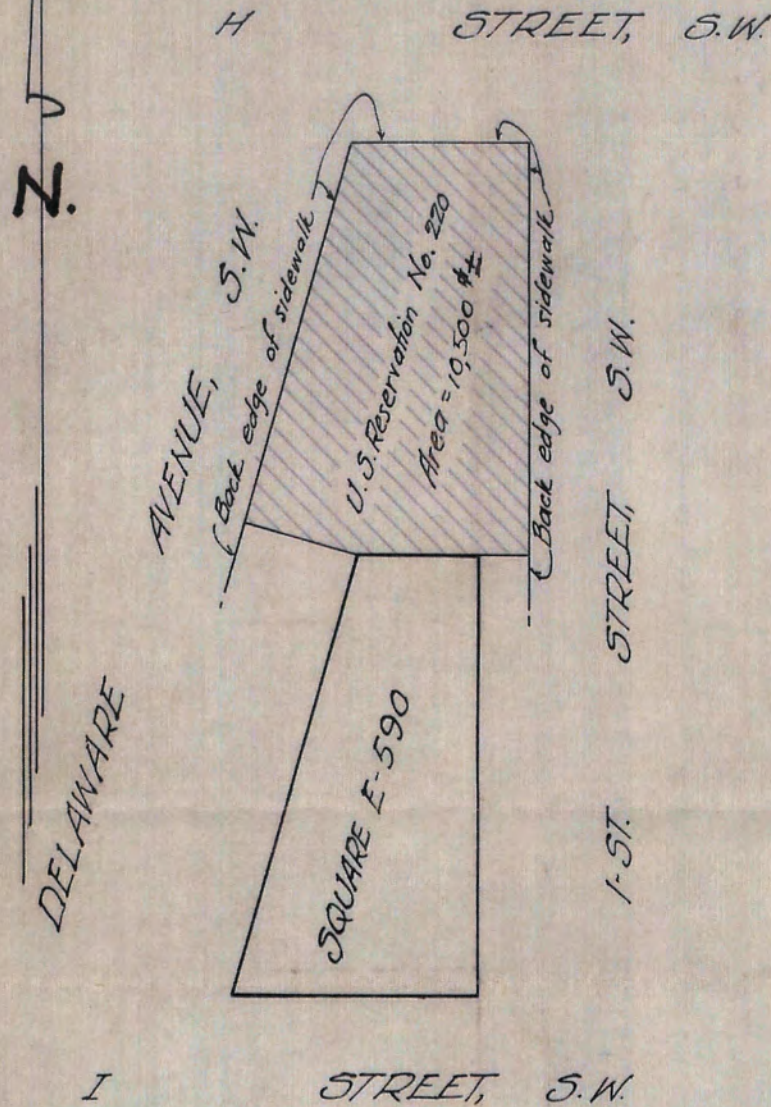 H STREET, S.W.
N.
AVENUE, S.W.
Back edge of sidewalk
U.S. Reservation No. 220
Area = 10,500 ±
Back edge of sidewalk
STREET, S.W.
DELAWARE
SQUARE E-590
1-ST.
I STREET, S.W.